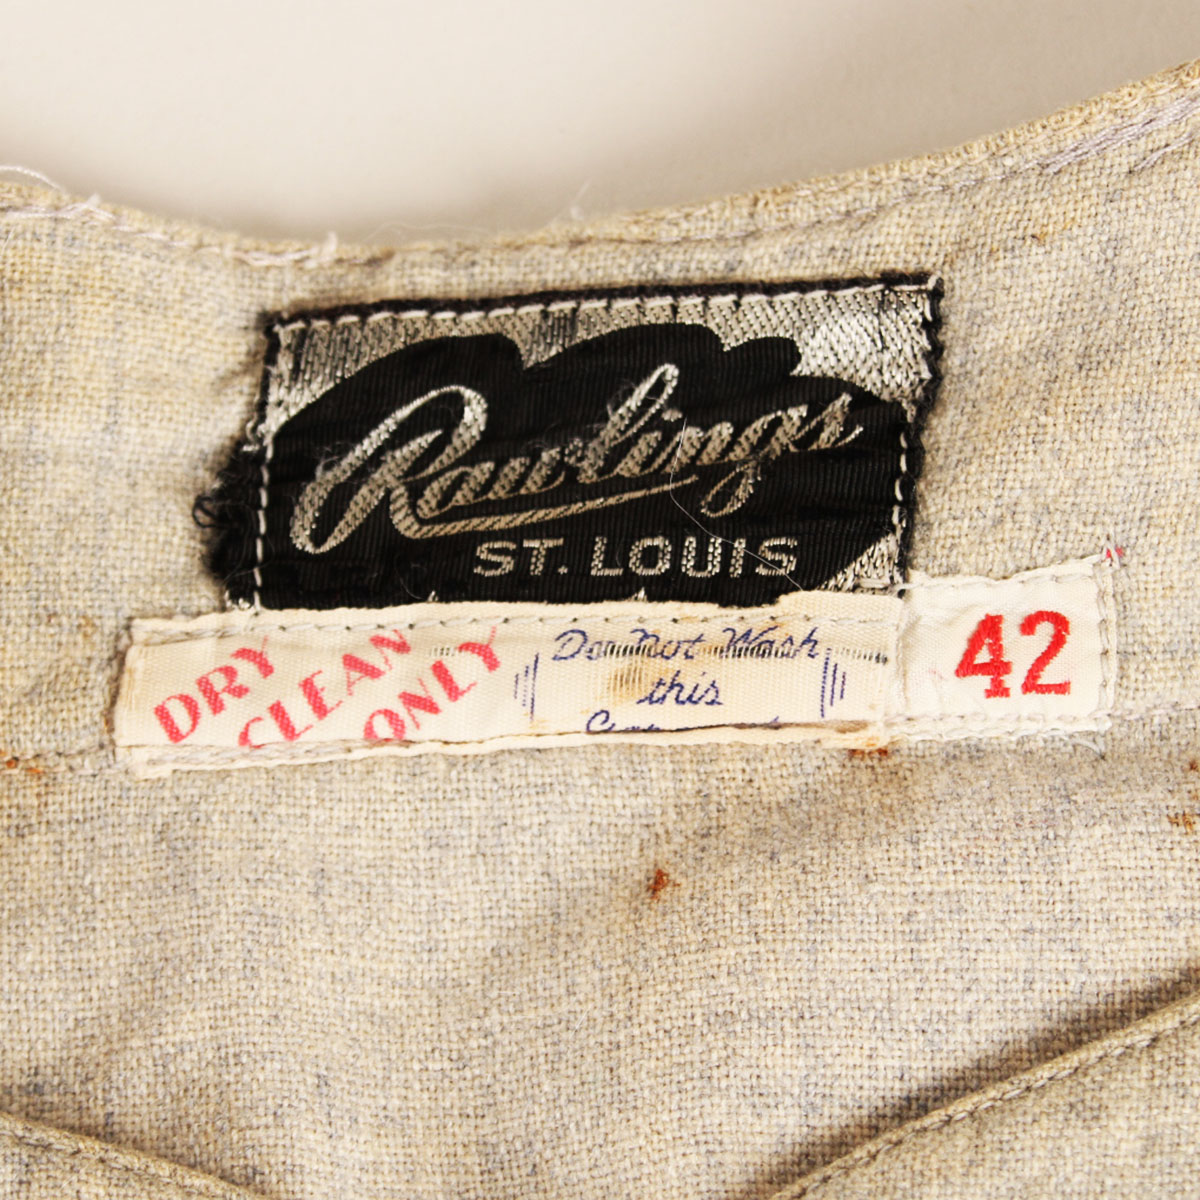 Rawlings
ST. LOUIS
DRY
CLEAN
ONLY
Do Not Wash
this
42